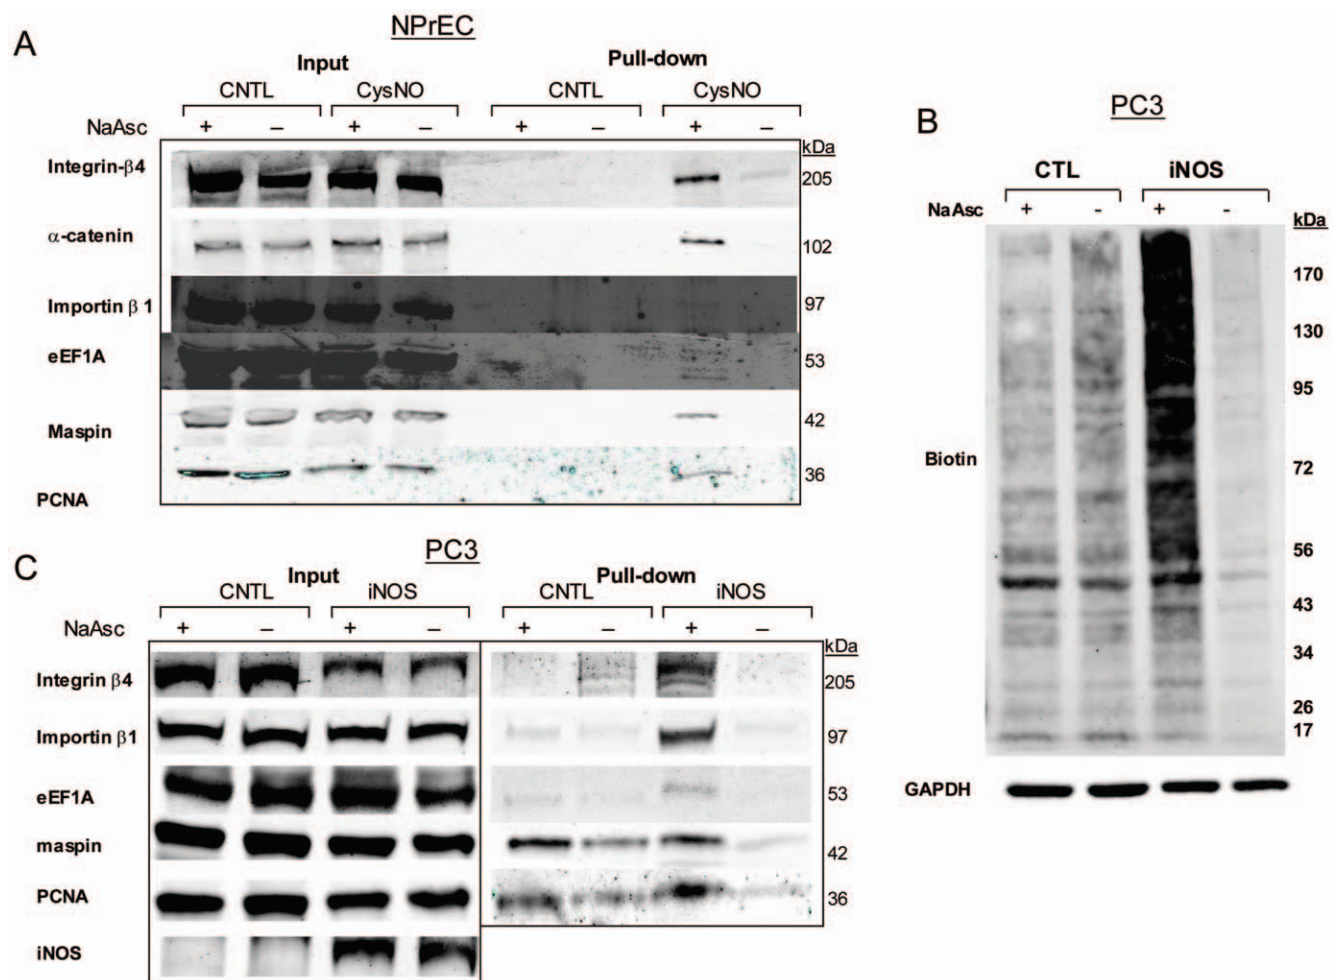 A
NPrEC
Input Pull-down
CNTL CysNO CNTL CysNO
NaAsc + – + – + – + –
kDa
Integrin-β4 205
α-catenin 102
Importin β 1 97
eEF1A 53
Maspin 42
PCNA 36
B
PC3
CTL iNOS
NaAsc + - + -
kDa
170
130
95
72
Biotin
56
43
34
26
17
GAPDH
C
PC3
Input Pull-down
CNTL iNOS CNTL iNOS
NaAsc + – + – + – + –
kDa
Integrin β4 205
Importin β1 97
eEF1A 53
maspin 42
PCNA 36
iNOS